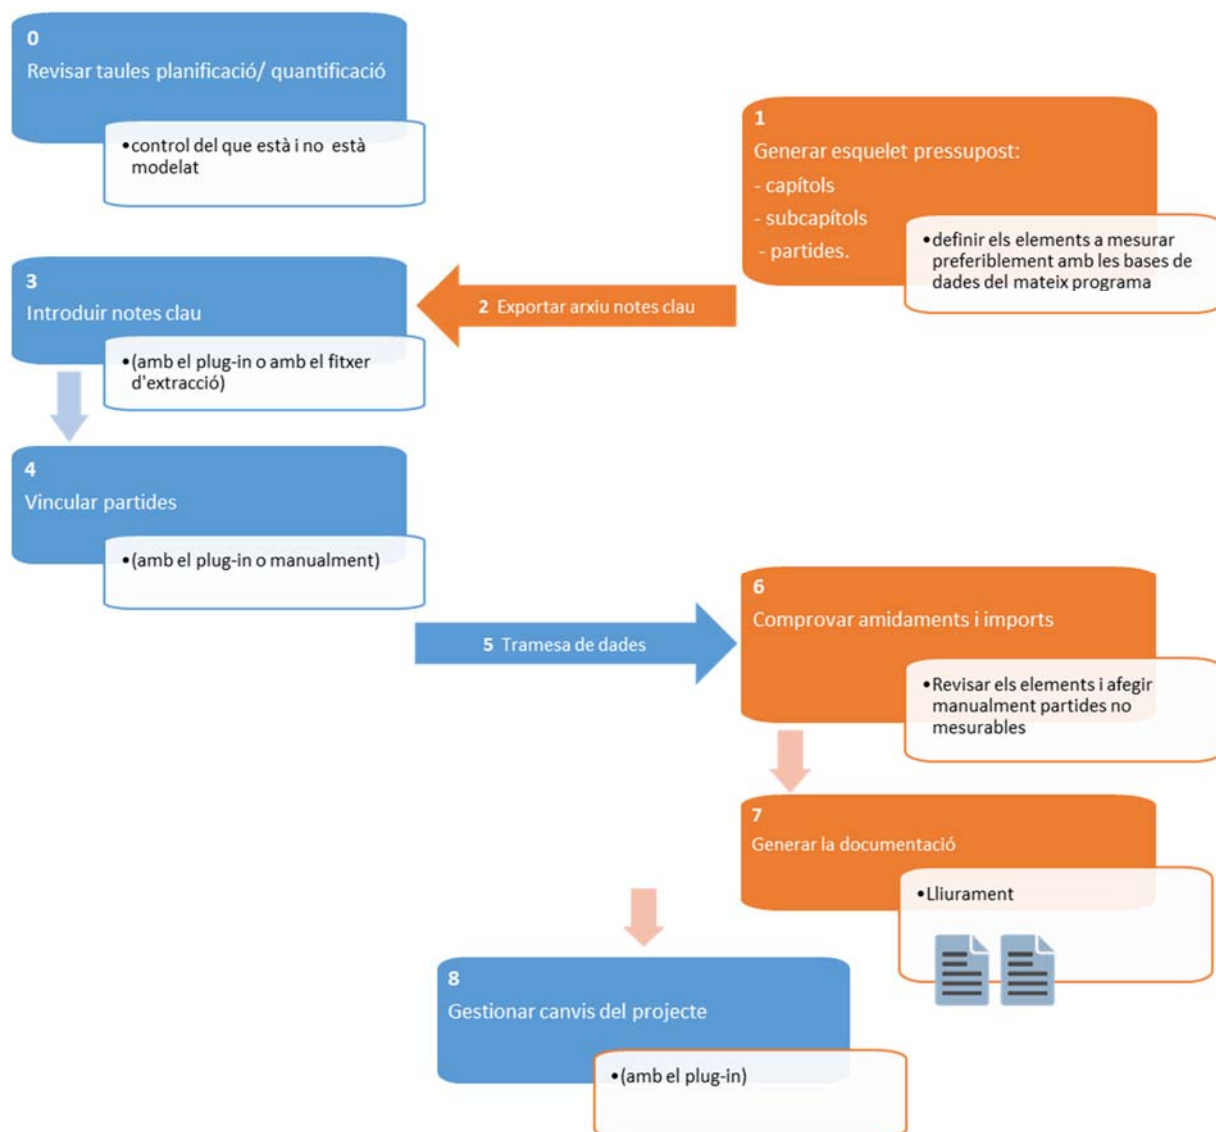 0
Revisar taules planificació/ quantificació
•control del que està i no està
modelat
1
Generar esquelet pressupost:
- capítols
- subcapítols
- partides.
•definir els elements a mesurar
preferiblement amb les bases de
dades del mateix programa
2 Exportar arxiu notes clau
3
Introduir notes clau
•(amb el plug-in o amb el fitxer
d'extracció)
4
Vincular partides
•(amb el plug-in o manualment)
5 Tramesa de dades
6
Comprovar amidaments i imports
•Revisar els elements i afegir
manualment partides no
mesurables
7
Generar la documentació
•Lliurament
8
Gestionar canvis del projecte
•(amb el plug-in)